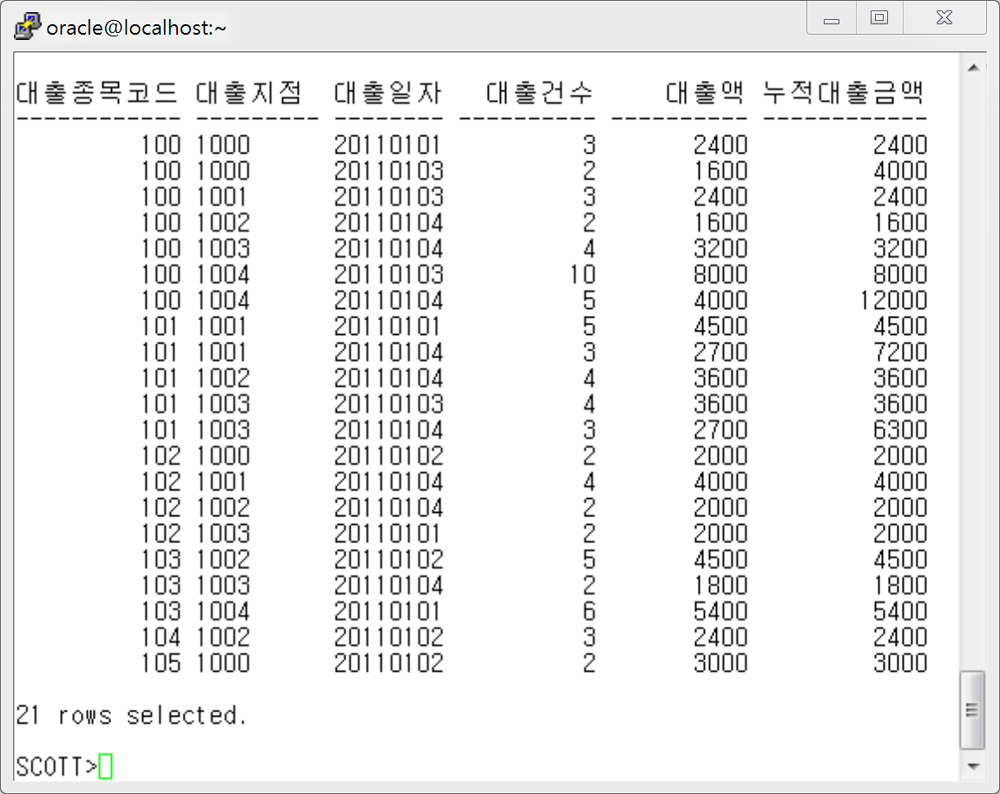 oracle@localhost:~
대출종목코드 대출지점 대출일자 대출건수 대출액 누적대출금액
------------ --------- -------- ---------- ---------- ------------
100 1000 20110101 3 2400 2400
100 1000 20110103 2 1600 4000
100 1001 20110103 3 2400 2400
100 1002 20110104 2 1600 1600
100 1003 20110104 4 3200 3200
100 1004 20110103 10 8000 8000
100 1004 20110104 5 4000 12000
101 1001 20110101 5 4500 4500
101 1001 20110104 3 2700 7200
101 1002 20110104 4 3600 3600
101 1003 20110103 4 3600 3600
101 1003 20110104 3 2700 6300
102 1000 20110102 2 2000 2000
102 1001 20110104 4 4000 4000
102 1002 20110104 2 2000 2000
102 1003 20110101 2 2000 2000
103 1002 20110102 5 4500 4500
103 1003 20110104 2 1800 1800
103 1004 20110101 6 5400 5400
104 1002 20110102 3 2400 2400
105 1000 20110102 2 3000 3000
21 rows selected.
SCOTT>